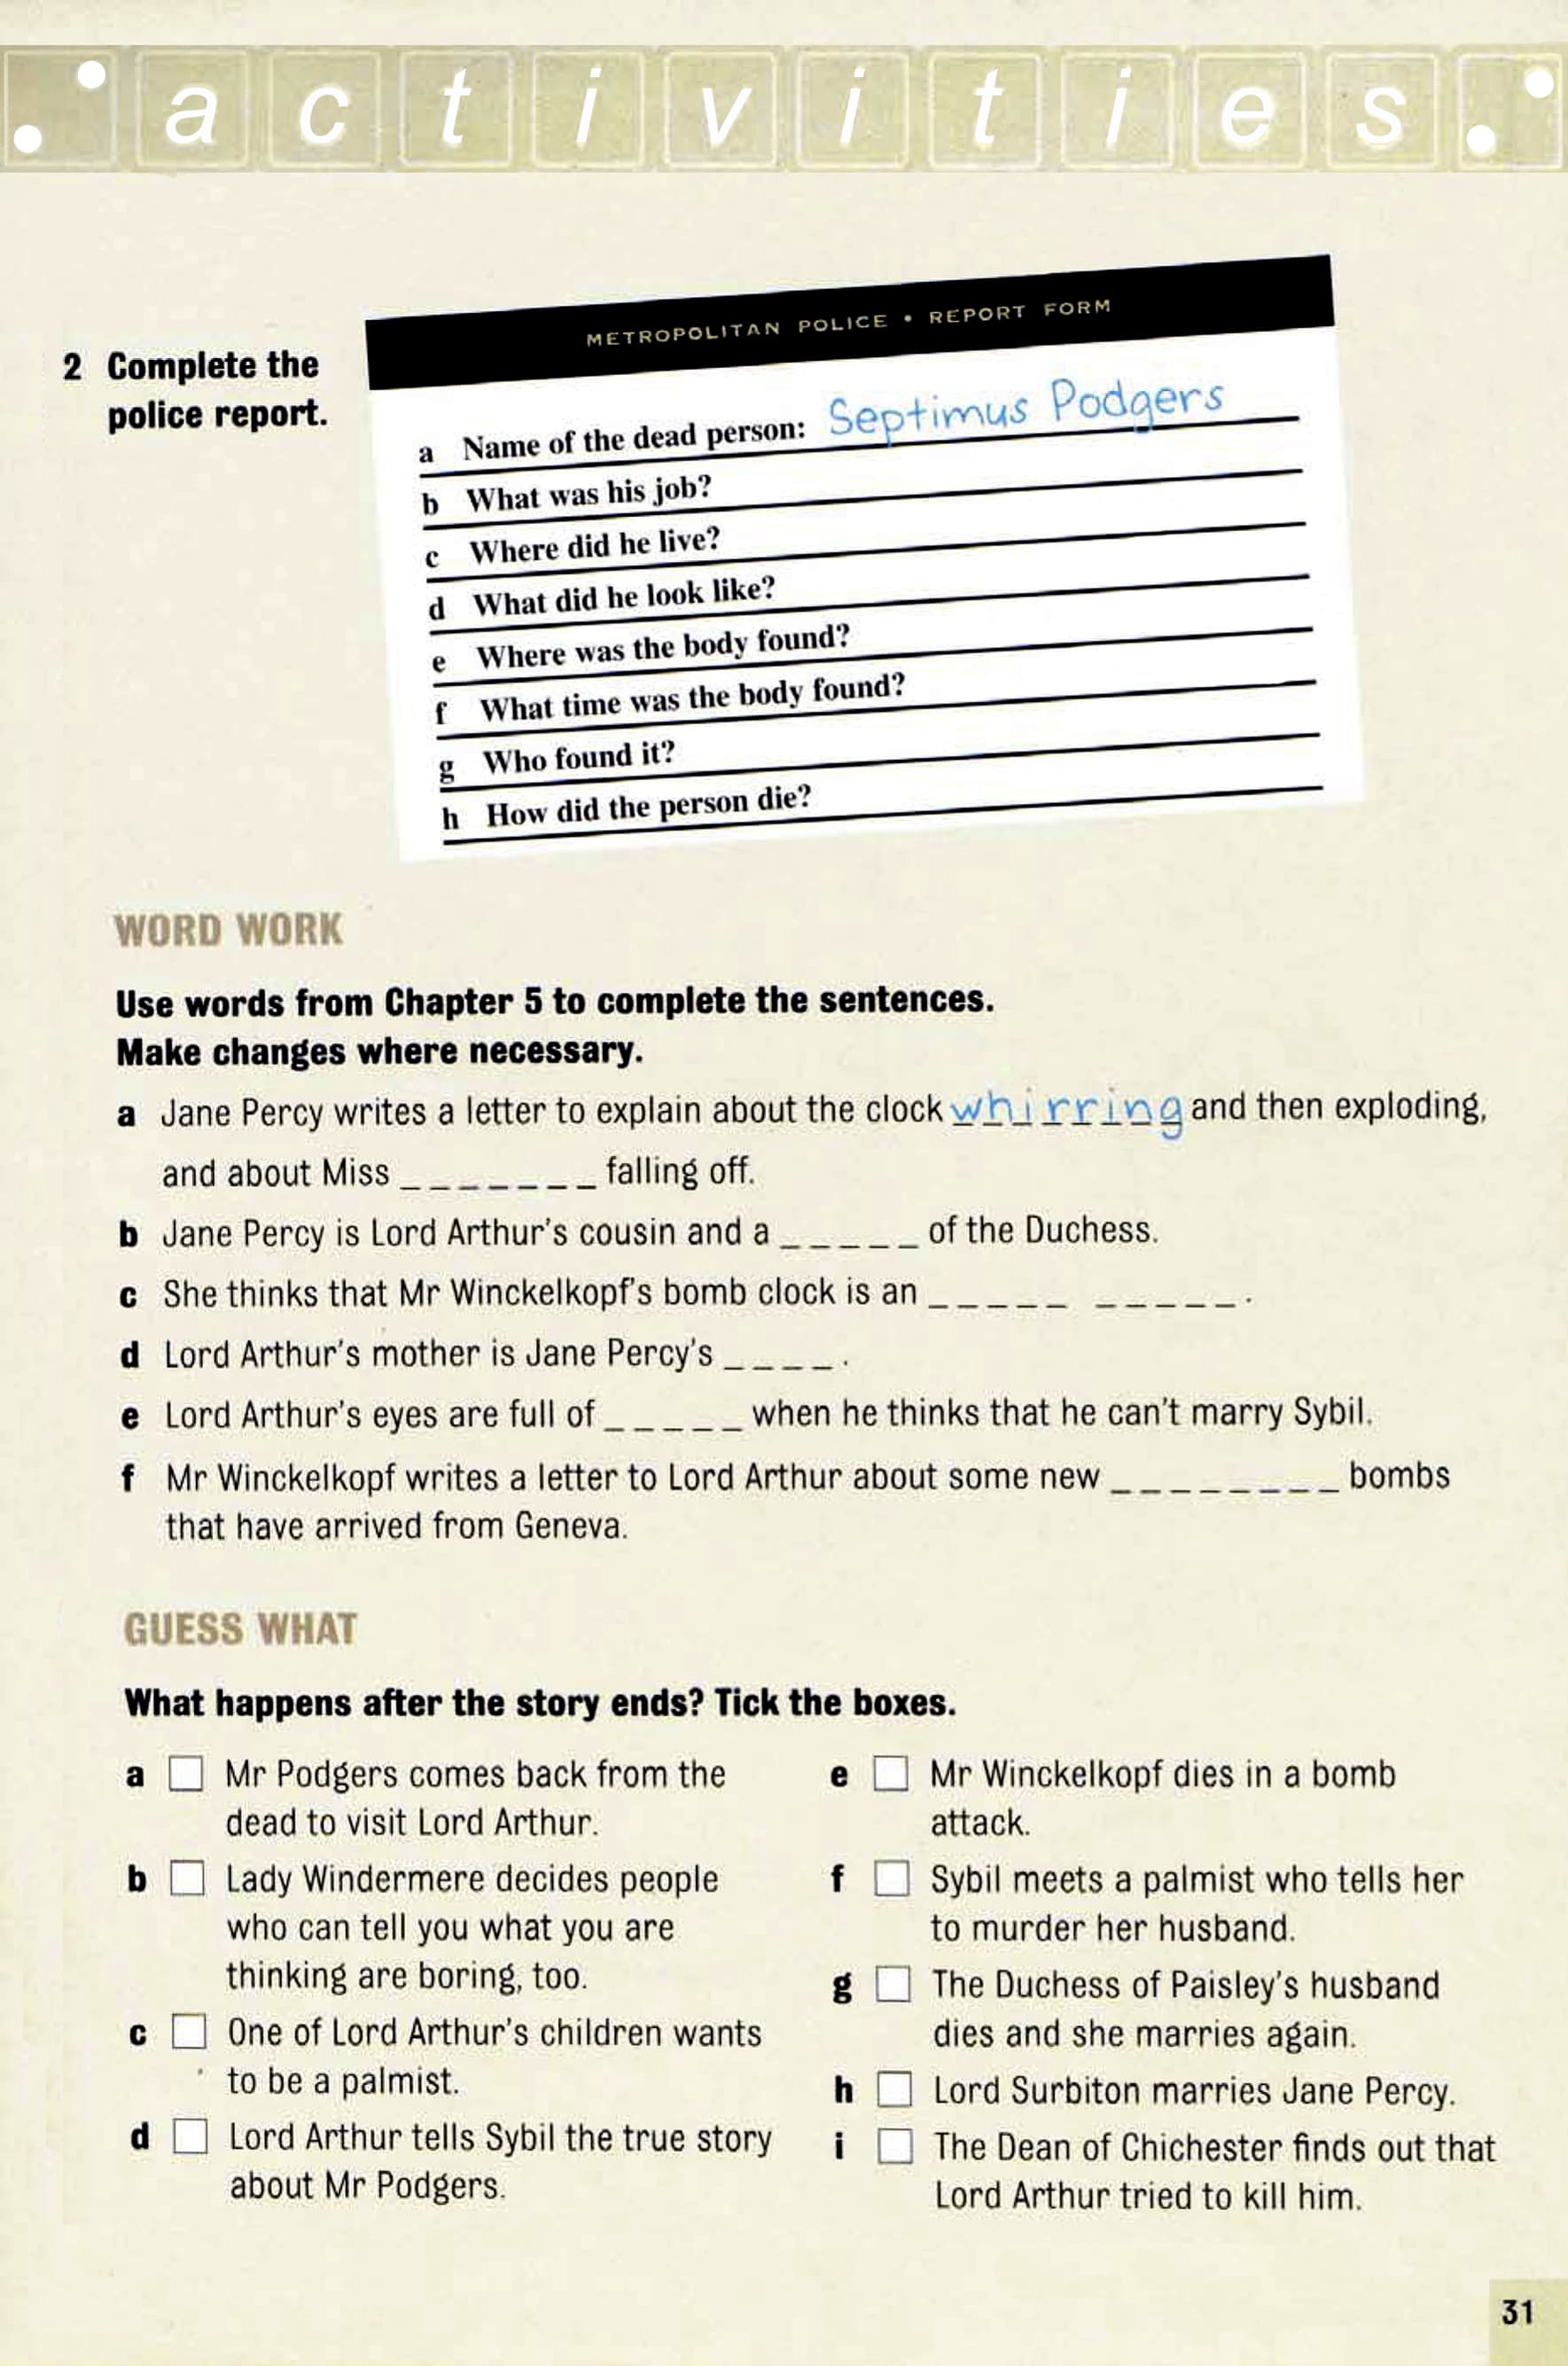 activities
2 Complete the
police report.
METROPOLITAN POLICE • REPORT FORM
a Name of the dead person: Septimus Podgers
b What was his job?
c Where did he live?
d What did he look like?
e Where was the body found?
f What time was the body found?
g Who found it?
h How did the person die?
WORD WORK
Use words from Chapter 5 to complete the sentences.
Make changes where necessary.
a Jane Percy writes a letter to explain about the clock whirring and then exploding,
and about Miss _ _ _ _ _ _ _ falling off.
b Jane Percy is Lord Arthur's cousin and a _ _ _ _ _ of the Duchess.
c She thinks that Mr Winckelkopf's bomb clock is an _ _ _ _ _ _ _ _ _ _ .
d Lord Arthur's mother is Jane Percy's _ _ _ _ .
e Lord Arthur's eyes are full of _ _ _ _ _ when he thinks that he can't marry Sybil.
f Mr Winckelkopf writes a letter to Lord Arthur about some new _ _ _ _ _ _ _ _ bombs
that have arrived from Geneva.
GUESS WHAT
What happens after the story ends? Tick the boxes.
a Mr Podgers comes back from the
dead to visit Lord Arthur.
b Lady Windermere decides people
who can tell you what you are
thinking are boring, too.
c One of Lord Arthur's children wants
to be a palmist.
d Lord Arthur tells Sybil the true story
about Mr Podgers.
e Mr Winckelkopf dies in a bomb
attack.
f Sybil meets a palmist who tells her
to murder her husband.
g The Duchess of Paisley's husband
dies and she marries again.
h Lord Surbiton marries Jane Percy.
i The Dean of Chichester finds out that
Lord Arthur tried to kill him.
31